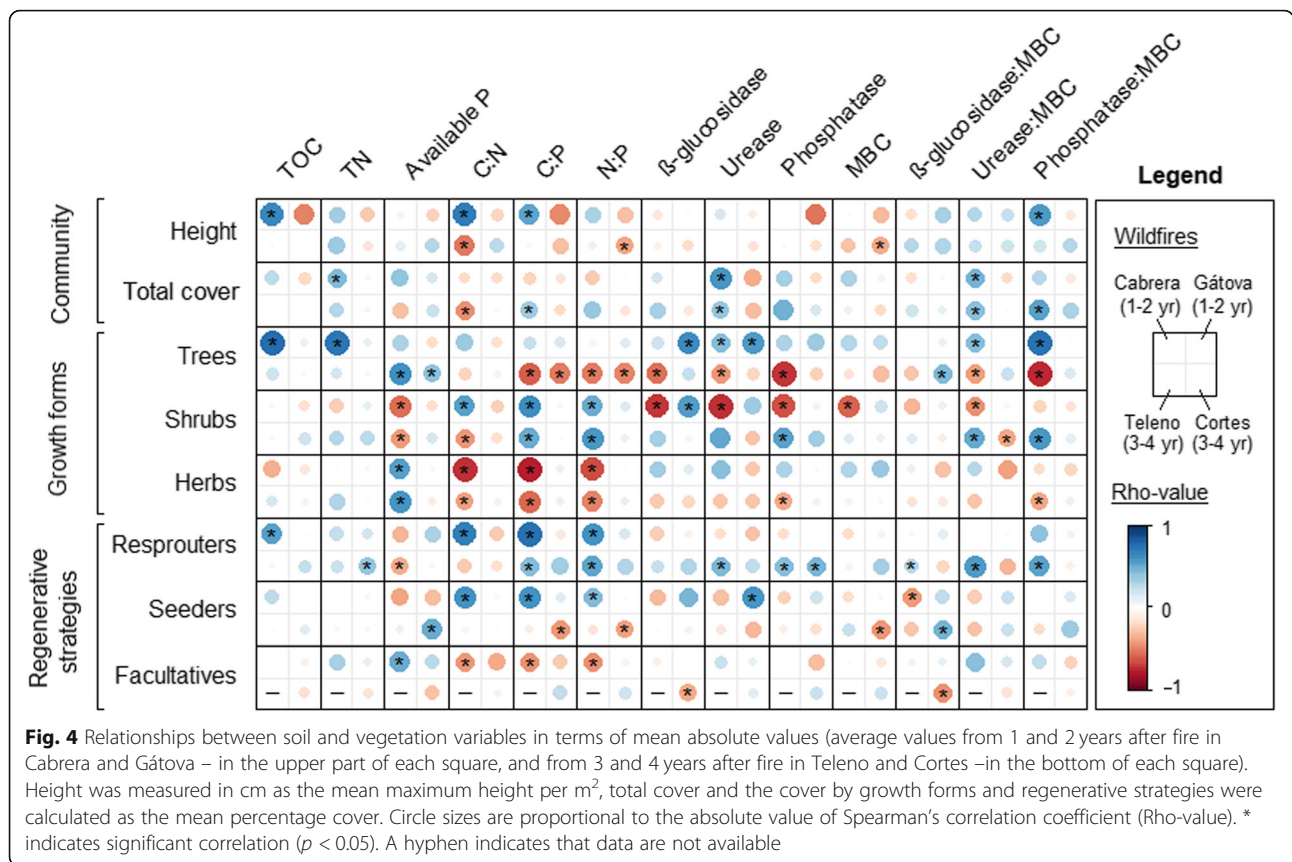 TOC
TN
Available P
C:N
C:P
N:P
ß-glucosidase
Urease
Phosphatase
MBC
ß-glucosidase:MBC
Urease:MBC
Phosphatase:MBC
Community
Height
Total cover
Growth forms
Trees
Shrubs
Herbs
Regenerative
strategies
Resprouters
Seeders
Facultatives
Legend
Wildfires
Cabrera Gátova
(1-2 yr) (1-2 yr)
Teleno Cortes
(3-4 yr) (3-4 yr)
Rho-value
1
0
−1
Fig. 4 Relationships between soil and vegetation variables in terms of mean absolute values (average values from 1 and 2 years after fire in
Cabrera and Gátova – in the upper part of each square, and from 3 and 4 years after fire in Teleno and Cortes –in the bottom of each square).
Height was measured in cm as the mean maximum height per m², total cover and the cover by growth forms and regenerative strategies were
calculated as the mean percentage cover. Circle sizes are proportional to the absolute value of Spearman's correlation coefficient (Rho-value). *
indicates significant correlation (p < 0.05). A hyphen indicates that data are not available